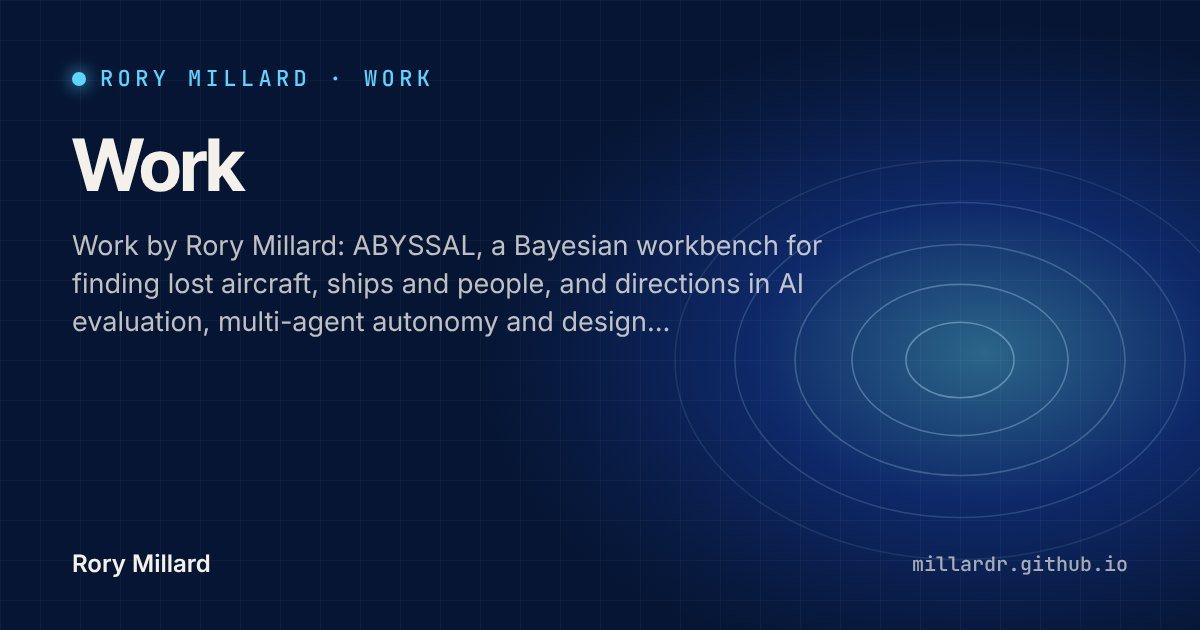 RORY MILLARD · WORK
Work
Work by Rory Millard: ABYSSAL, a Bayesian workbench for
finding lost aircraft, ships and people, and directions in AI
evaluation, multi-agent autonomy and design…
Rory Millard
millardr.github.io